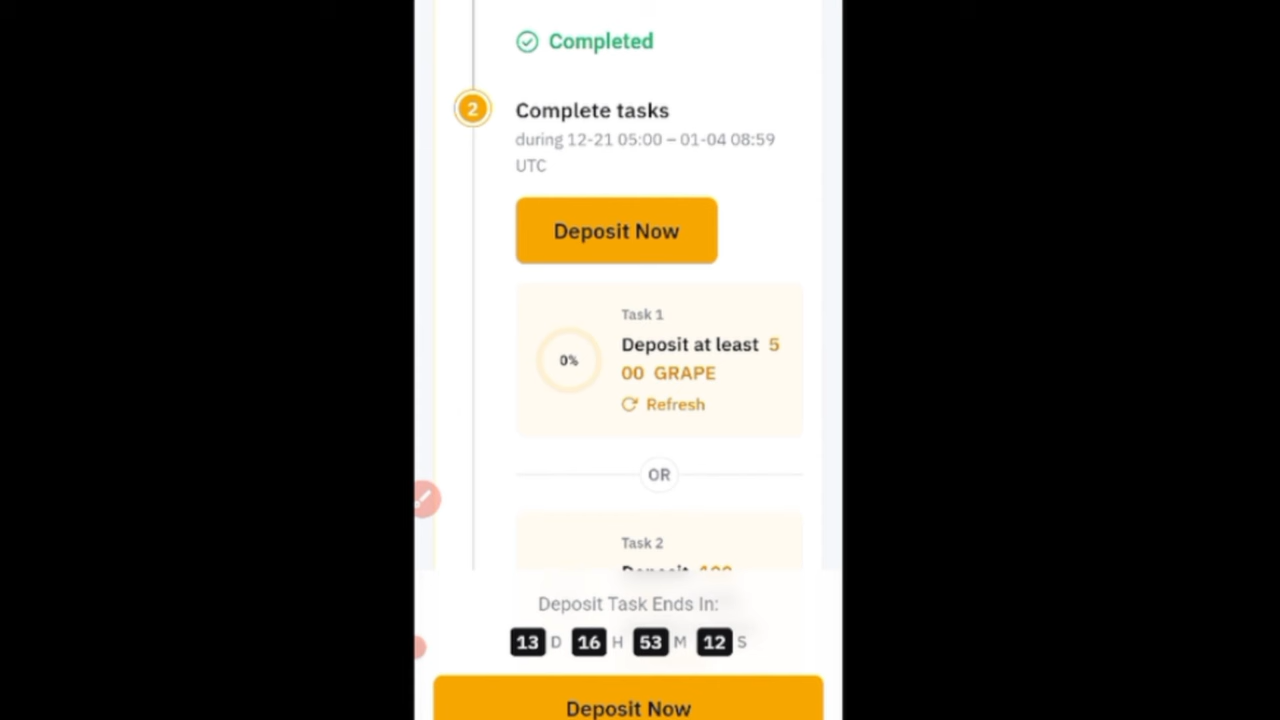 Completed
2
Complete tasks
during 12-21 05:00 – 01-04 08:59
UTC
Deposit Now
Task 1
0%
Deposit at least 5
00 GRAPE
Refresh
OR
Task 2
Deposit 100
Deposit Task Ends In:
13 D 16 H 53 M 12 S
Deposit Now